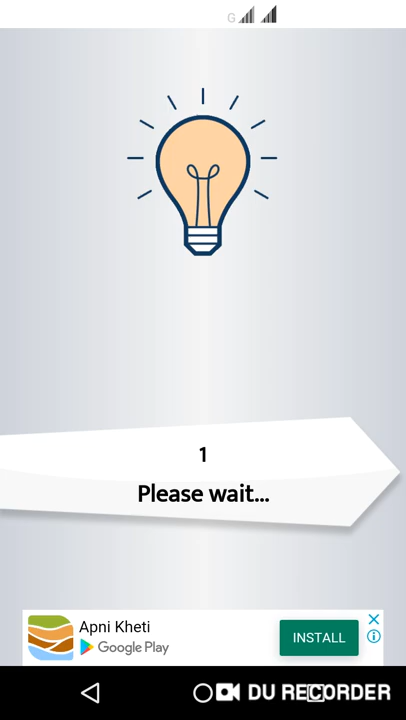 G
1
Please wait...
Apni Kheti
Google Play
INSTALL
DU RECORDER